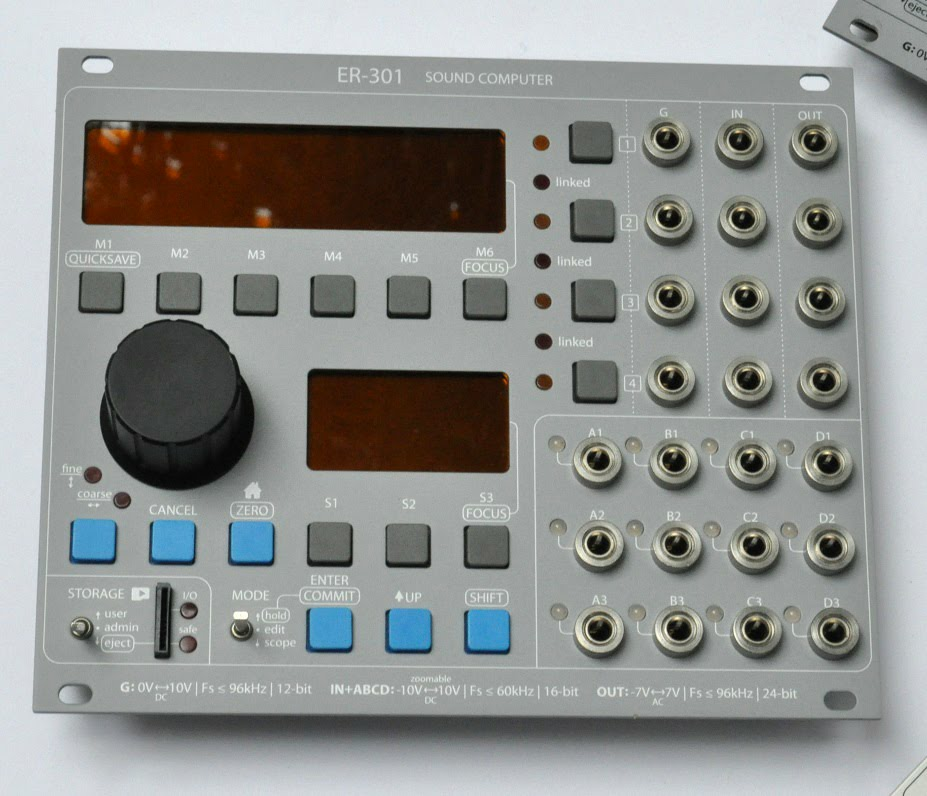 ejec
G: 0V
ER-301 SOUND COMPUTER
G IN OUT
1
linked
2
linked
3
linked
4
M1 M2 M3 M4 M5 M6
QUICKSAVE FOCUS
fine
coarse
CANCEL ZERO S1 S2 S3
FOCUS
A1 B1 C1 D1
A2 B2 C2 D2
A3 B3 C3 D3
ENTER
COMMIT UP SHIFT
STORAGE I/O
user
admin
eject
safe
MODE
hold
edit
scope
zoomable
G: 0V↔10V | Fs ≤ 96kHz | 12-bit IN+ABCD: -10V↔10V | Fs ≤ 60kHz | 16-bit OUT: -7V↔7V | Fs ≤ 96kHz | 24-bit
DC DC AC